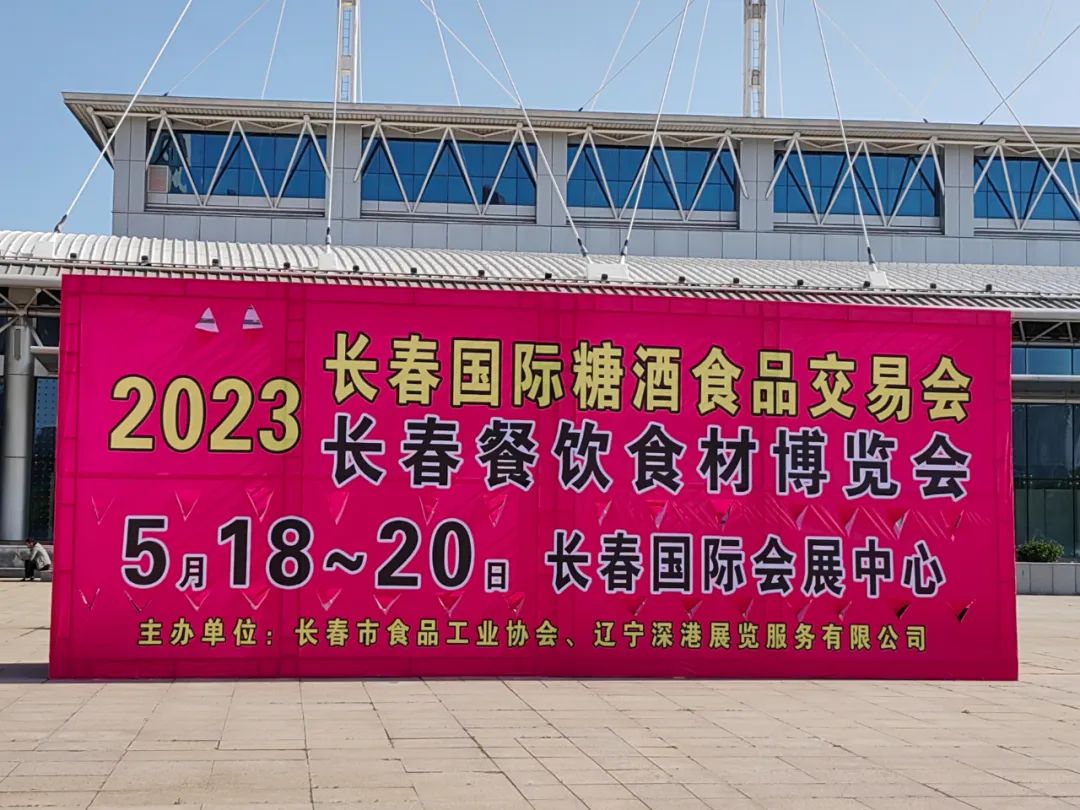 2023
长春国际糖酒食品交易会
长春餐饮食材博览会
5月18~20日 长春国际会展中心
主办单位：长春市食品工业协会、辽宁深港展览服务有限公司